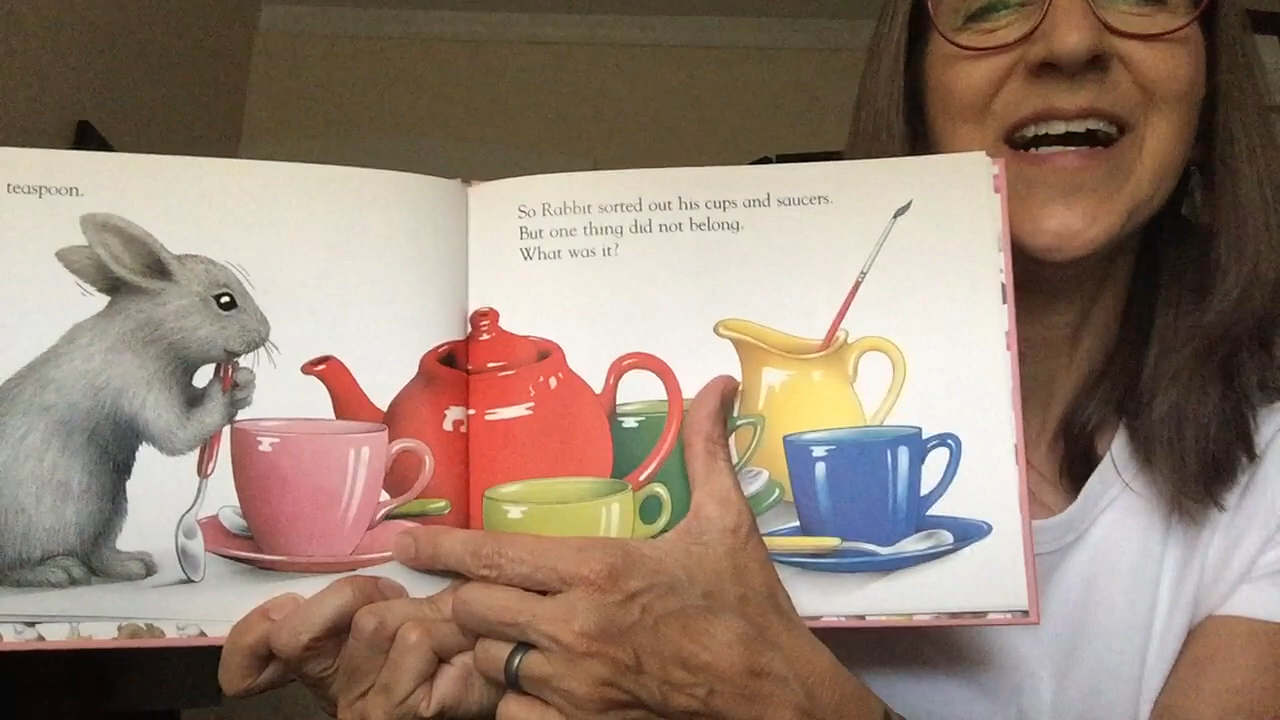 teaspoon.
So Rabbit sorted out his cups and saucers.
But one thing did not belong.
What was it?